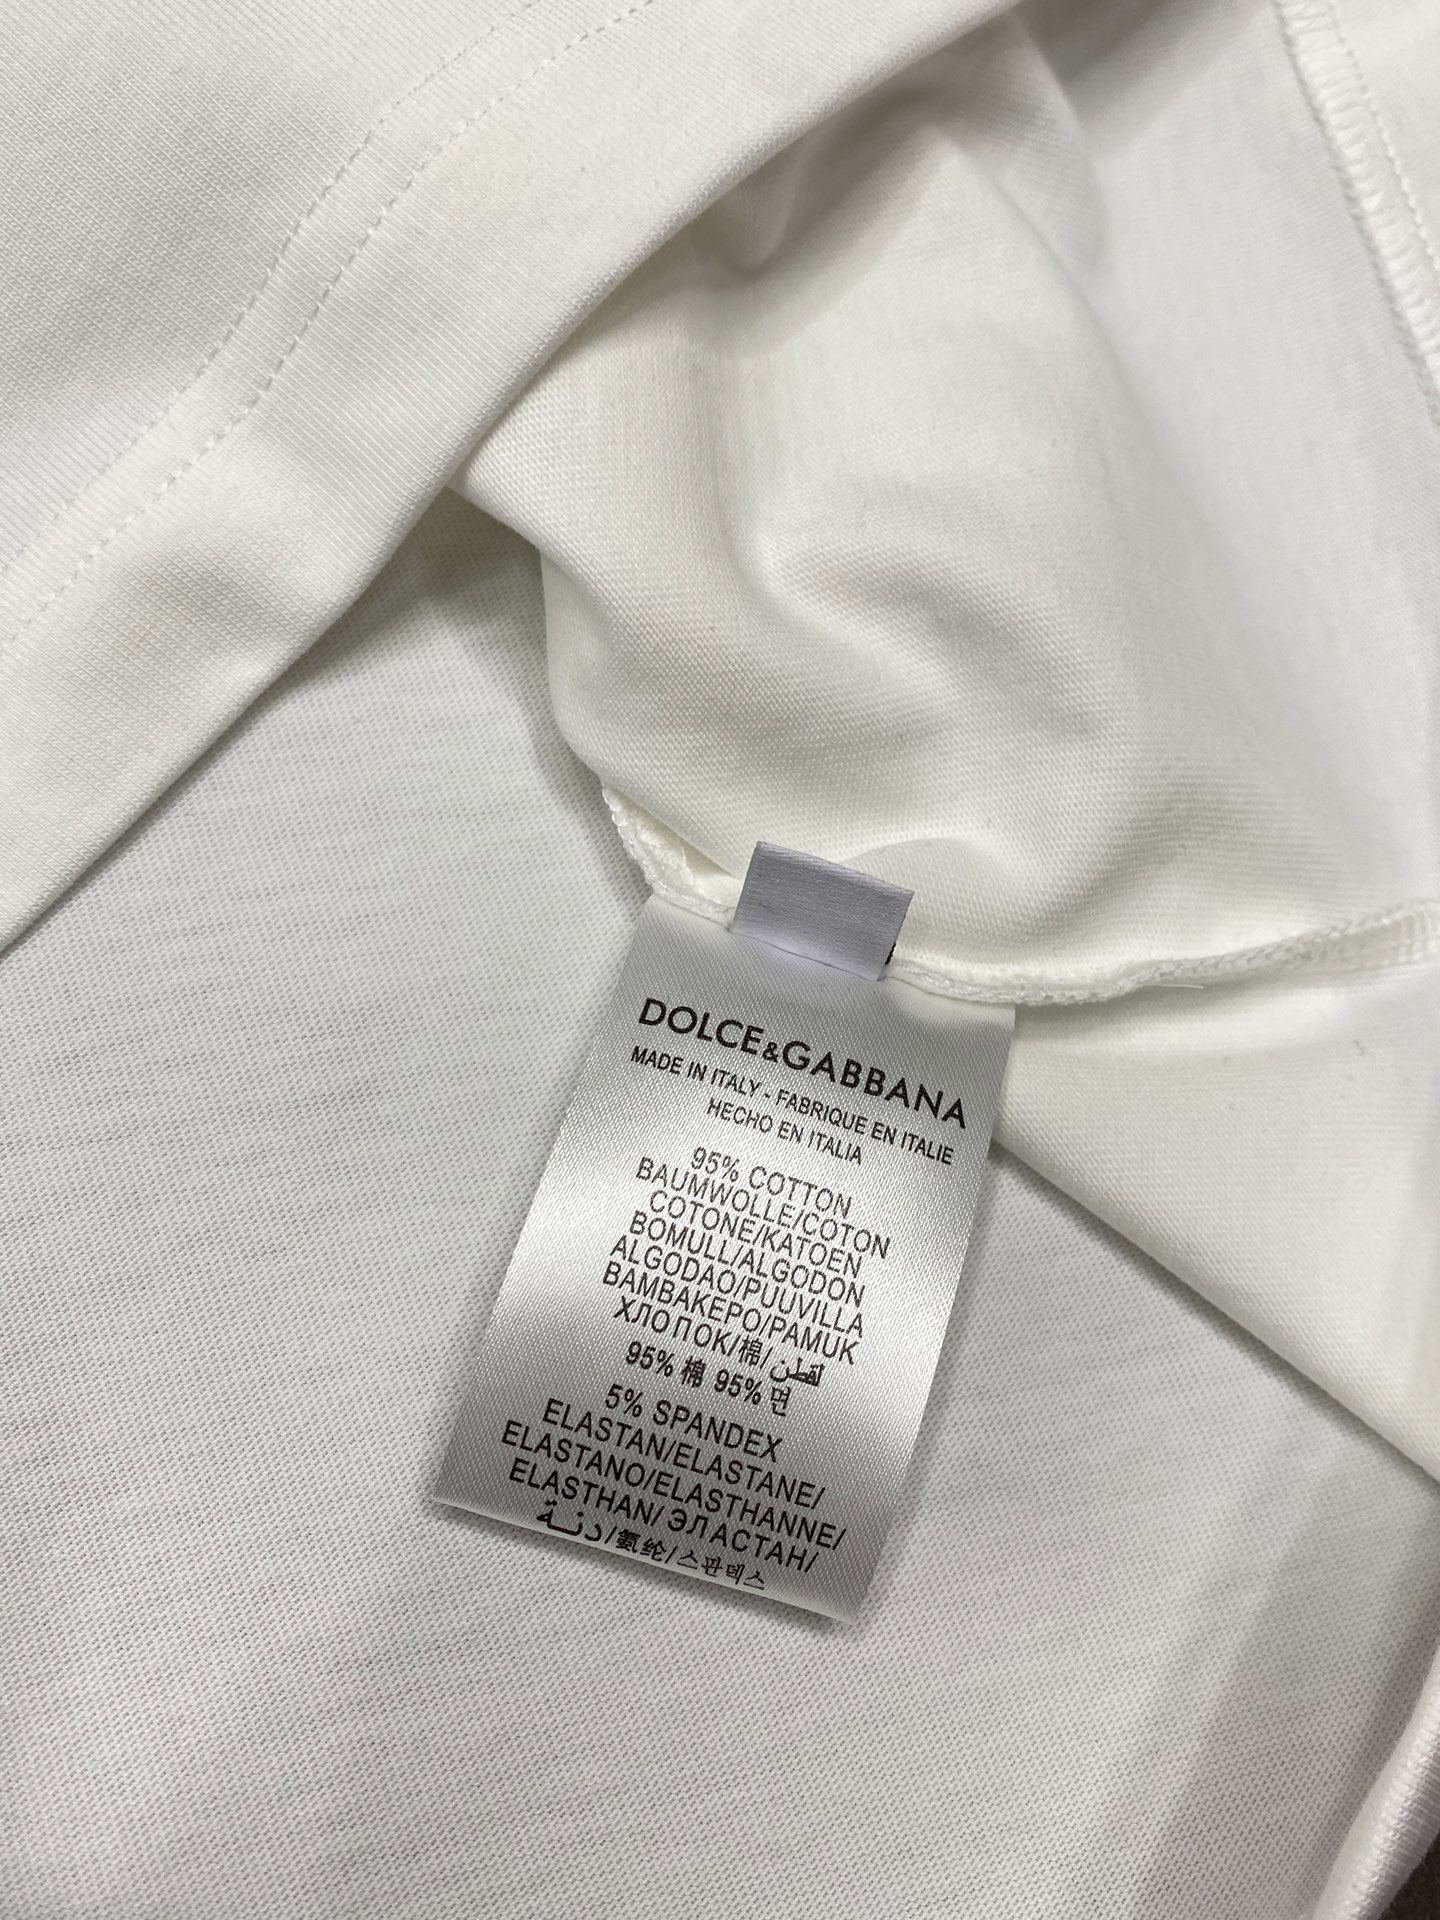 DOLCE&GABBANA
MADE IN ITALY - FABRIQUE EN ITALIE
HECHO EN ITALIA
95% COTTON
BAUMWOLLE/COTON
COTONE/KATOEN
BOMULL/ALGODON
ALGODAO/PUUVILLA
BAMBAKEPO/PAMUK
ХЛОПОК/棉/لقطن
95% 棉 95% 면
5% SPANDEX
ELASTAN/ELASTANE/
ELASTANO/ELASTHANNE/
ELASTHAN/ ЭЛАСТАН/
دنـة/氨纶/스판덱스